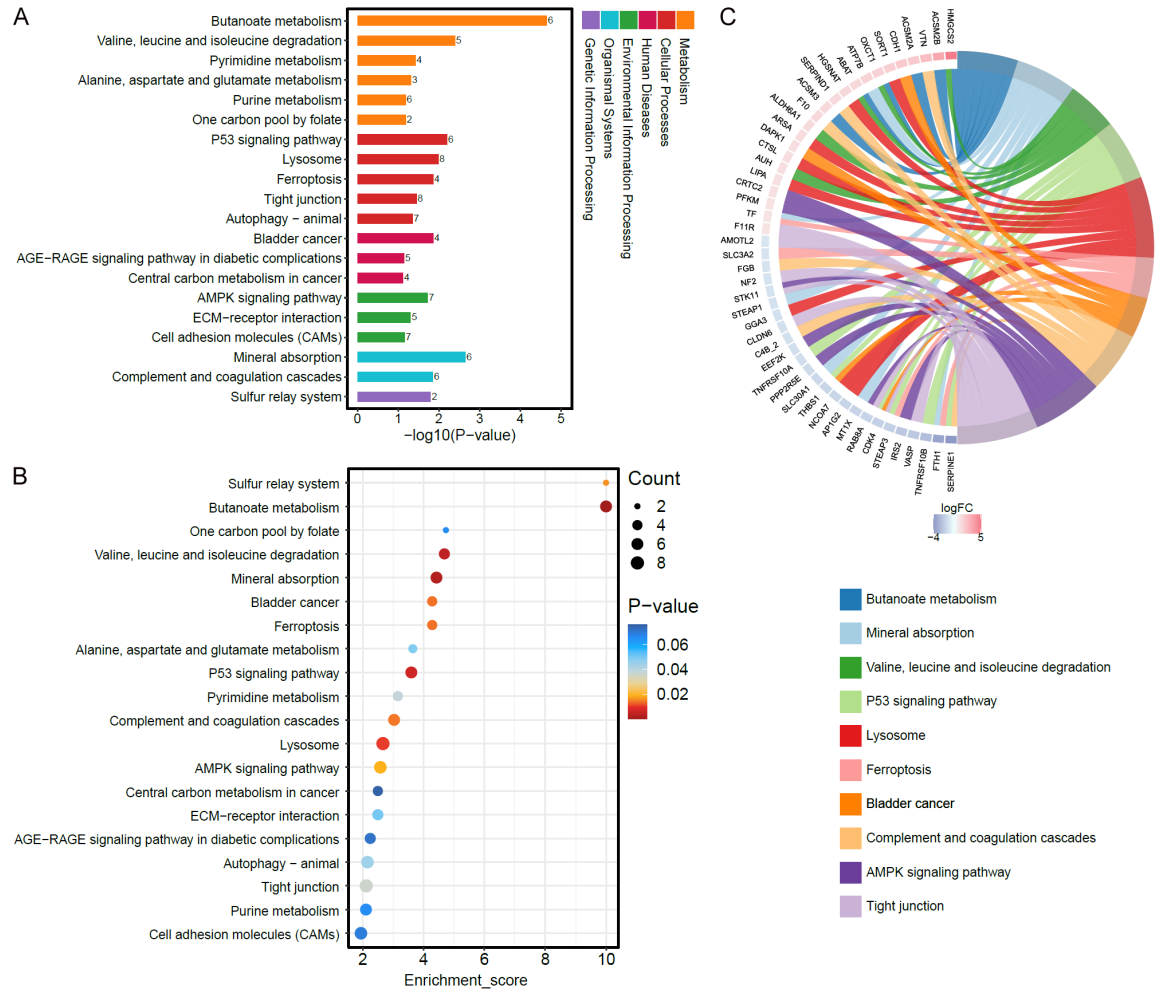 A
Butanoate metabolism
6
Valine, leucine and isoleucine degradation
5
Pyrimidine metabolism
4
Alanine, aspartate and glutamate metabolism
3
Purine metabolism
6
One carbon pool by folate
2
P53 signaling pathway
6
Lysosome
8
Ferroptosis
4
Tight junction
8
Autophagy − animal
7
Bladder cancer
4
AGE−RAGE signaling pathway in diabetic complications
5
Central carbon metabolism in cancer
4
AMPK signaling pathway
7
ECM−receptor interaction
5
Cell adhesion molecules (CAMs)
7
Mineral absorption
6
Complement and coagulation cascades
6
Sulfur relay system
2
0 1 2 3 4 5
−log10(P−value)
Metabolism
Cellular Processes
Human Diseases
Environmental Information Processing
Organismal Systems
Genetic Information Processing
B
Sulfur relay system
Butanoate metabolism
One carbon pool by folate
Valine, leucine and isoleucine degradation
Mineral absorption
Bladder cancer
Ferroptosis
Alanine, aspartate and glutamate metabolism
P53 signaling pathway
Pyrimidine metabolism
Complement and coagulation cascades
Lysosome
AMPK signaling pathway
Central carbon metabolism in cancer
ECM−receptor interaction
AGE−RAGE signaling pathway in diabetic complications
Autophagy − animal
Tight junction
Purine metabolism
Cell adhesion molecules (CAMs)
2 4 6 8 10
Enrichment_score
Count
2
4
6
8
P−value
0.06
0.04
0.02
C
HMGCS2
ACSM2B
VTN
ACSM2A
CDH1
SORT1
OXCT1
ATP7B
ABAT
HGSNAT
SERPIND1
ACSM3
F10
ALDH6A1
ARSA
DAPK1
CTSL
AUH
LIPA
CRTC2
PFKM
TF
F11R
AMOTL2
SLC3A2
FGB
NF2
STK11
STEAP1
GGA3
CLDN6
C4B_2
EEF2K
TNFRSF10A
PPP2R5E
SLC30A1
THBS1
NCOA7
AP1G2
MT1X
RAB8A
CDK4
STEAP3
IRS2
VASP
TNFRSF10B
FTH1
SERPINE1
logFC
−4 5
Butanoate metabolism
Mineral absorption
Valine, leucine and isoleucine degradation
P53 signaling pathway
Lysosome
Ferroptosis
Bladder cancer
Complement and coagulation cascades
AMPK signaling pathway
Tight junction